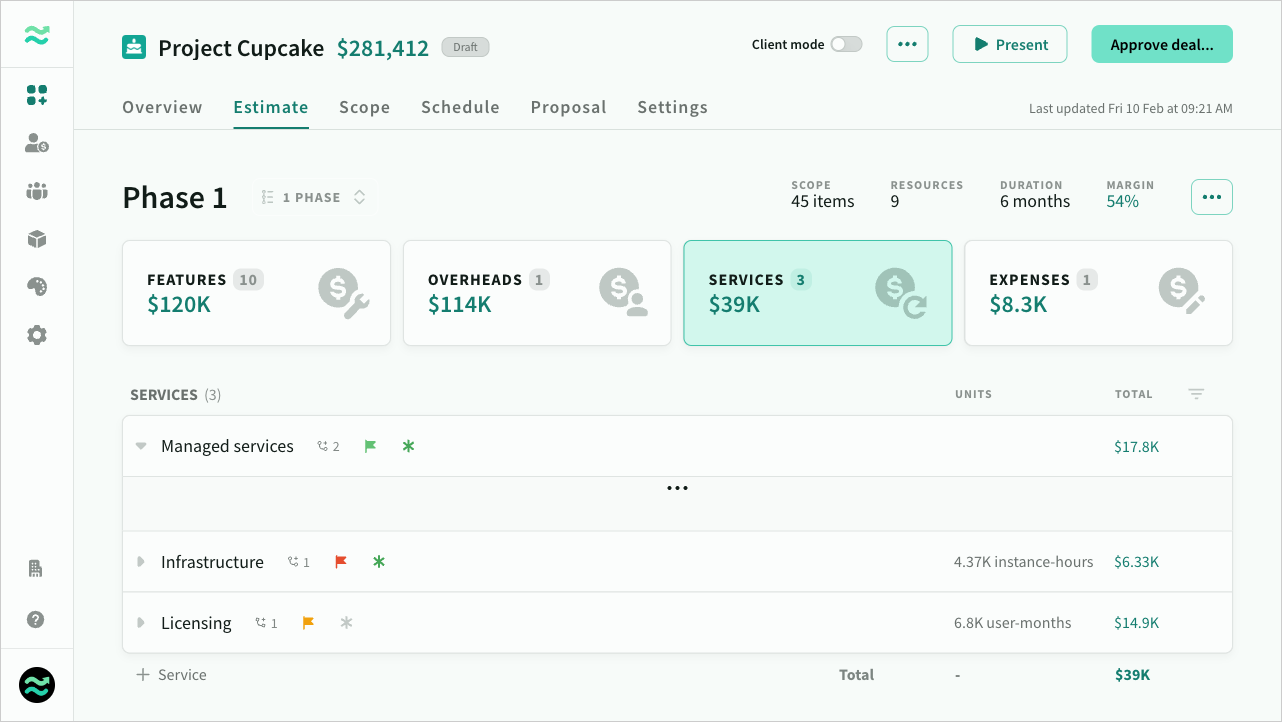 Project Cupcake $281,412 Draft
Client mode
Present
Approve deal...
Overview Estimate Scope Schedule Proposal Settings
Last updated Fri 10 Feb at 09:21 AM
Phase 1
1 PHASE
SCOPE
45 items
RESOURCES
9
DURATION
6 months
MARGIN
54%
FEATURES 10
$120K
OVERHEADS 1
$114K
SERVICES 3
$39K
EXPENSES 1
$8.3K
SERVICES (3) UNITS TOTAL
Managed services 2 $17.8K
Infrastructure 1 4.37K instance-hours $6.33K
Licensing 1 6.8K user-months $14.9K
+ Service Total - $39K